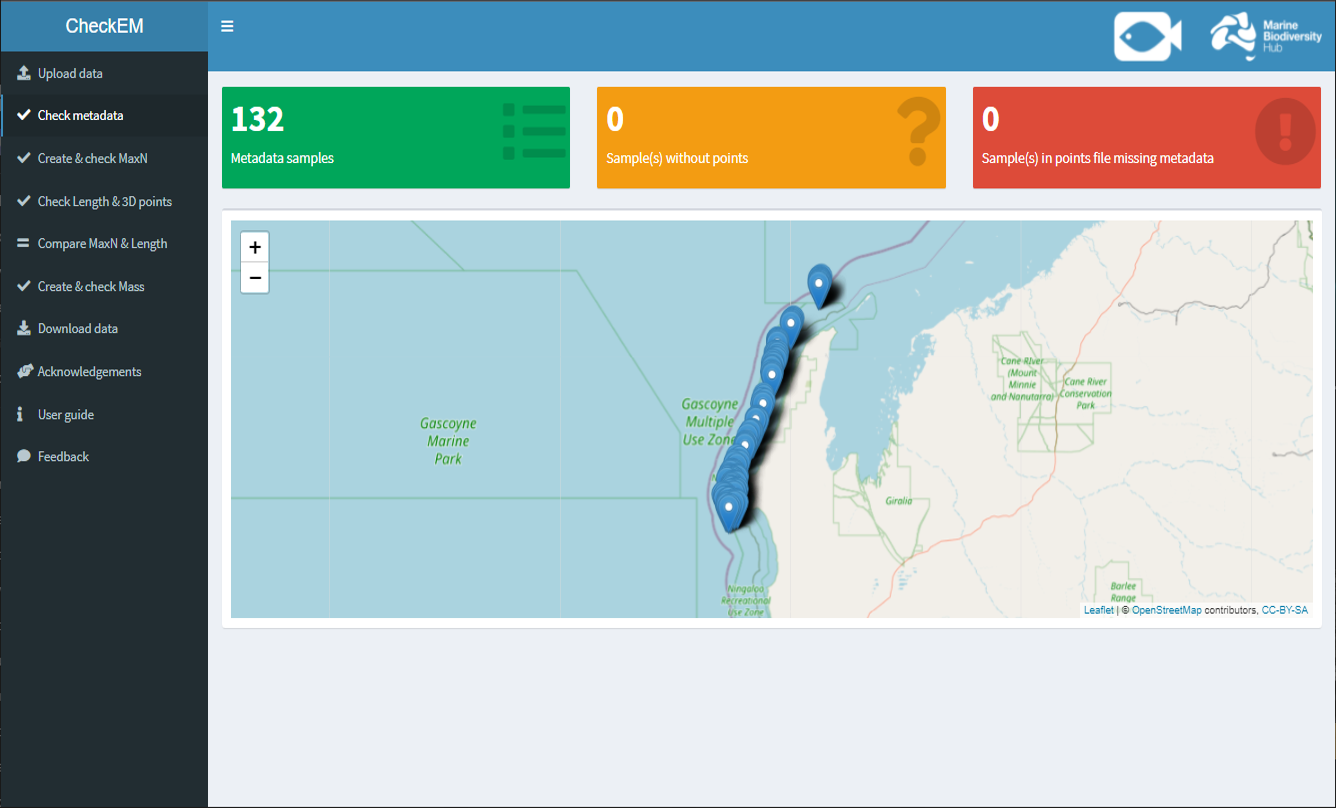 CheckEM
Marine
Biodiversity
Hub
Upload data
Check metadata
Create & check MaxN
Check Length & 3D points
Compare MaxN & Length
Create & check Mass
Download data
Acknowledgements
User guide
Feedback
132
Metadata samples
0
Sample(s) without points
0
Sample(s) in points file missing metadata
+
−
Gascoyne
Marine
Park
Gascoyne
Multiple
Use Zone
Cane River
(Mount
Minnie
and Nanutarra)
Cane River
Conservation
Park
Giralia
Barlee
Range
Ningaloo
Recreational
Use Zone
Leaflet | © OpenStreetMap contributors, CC-BY-SA